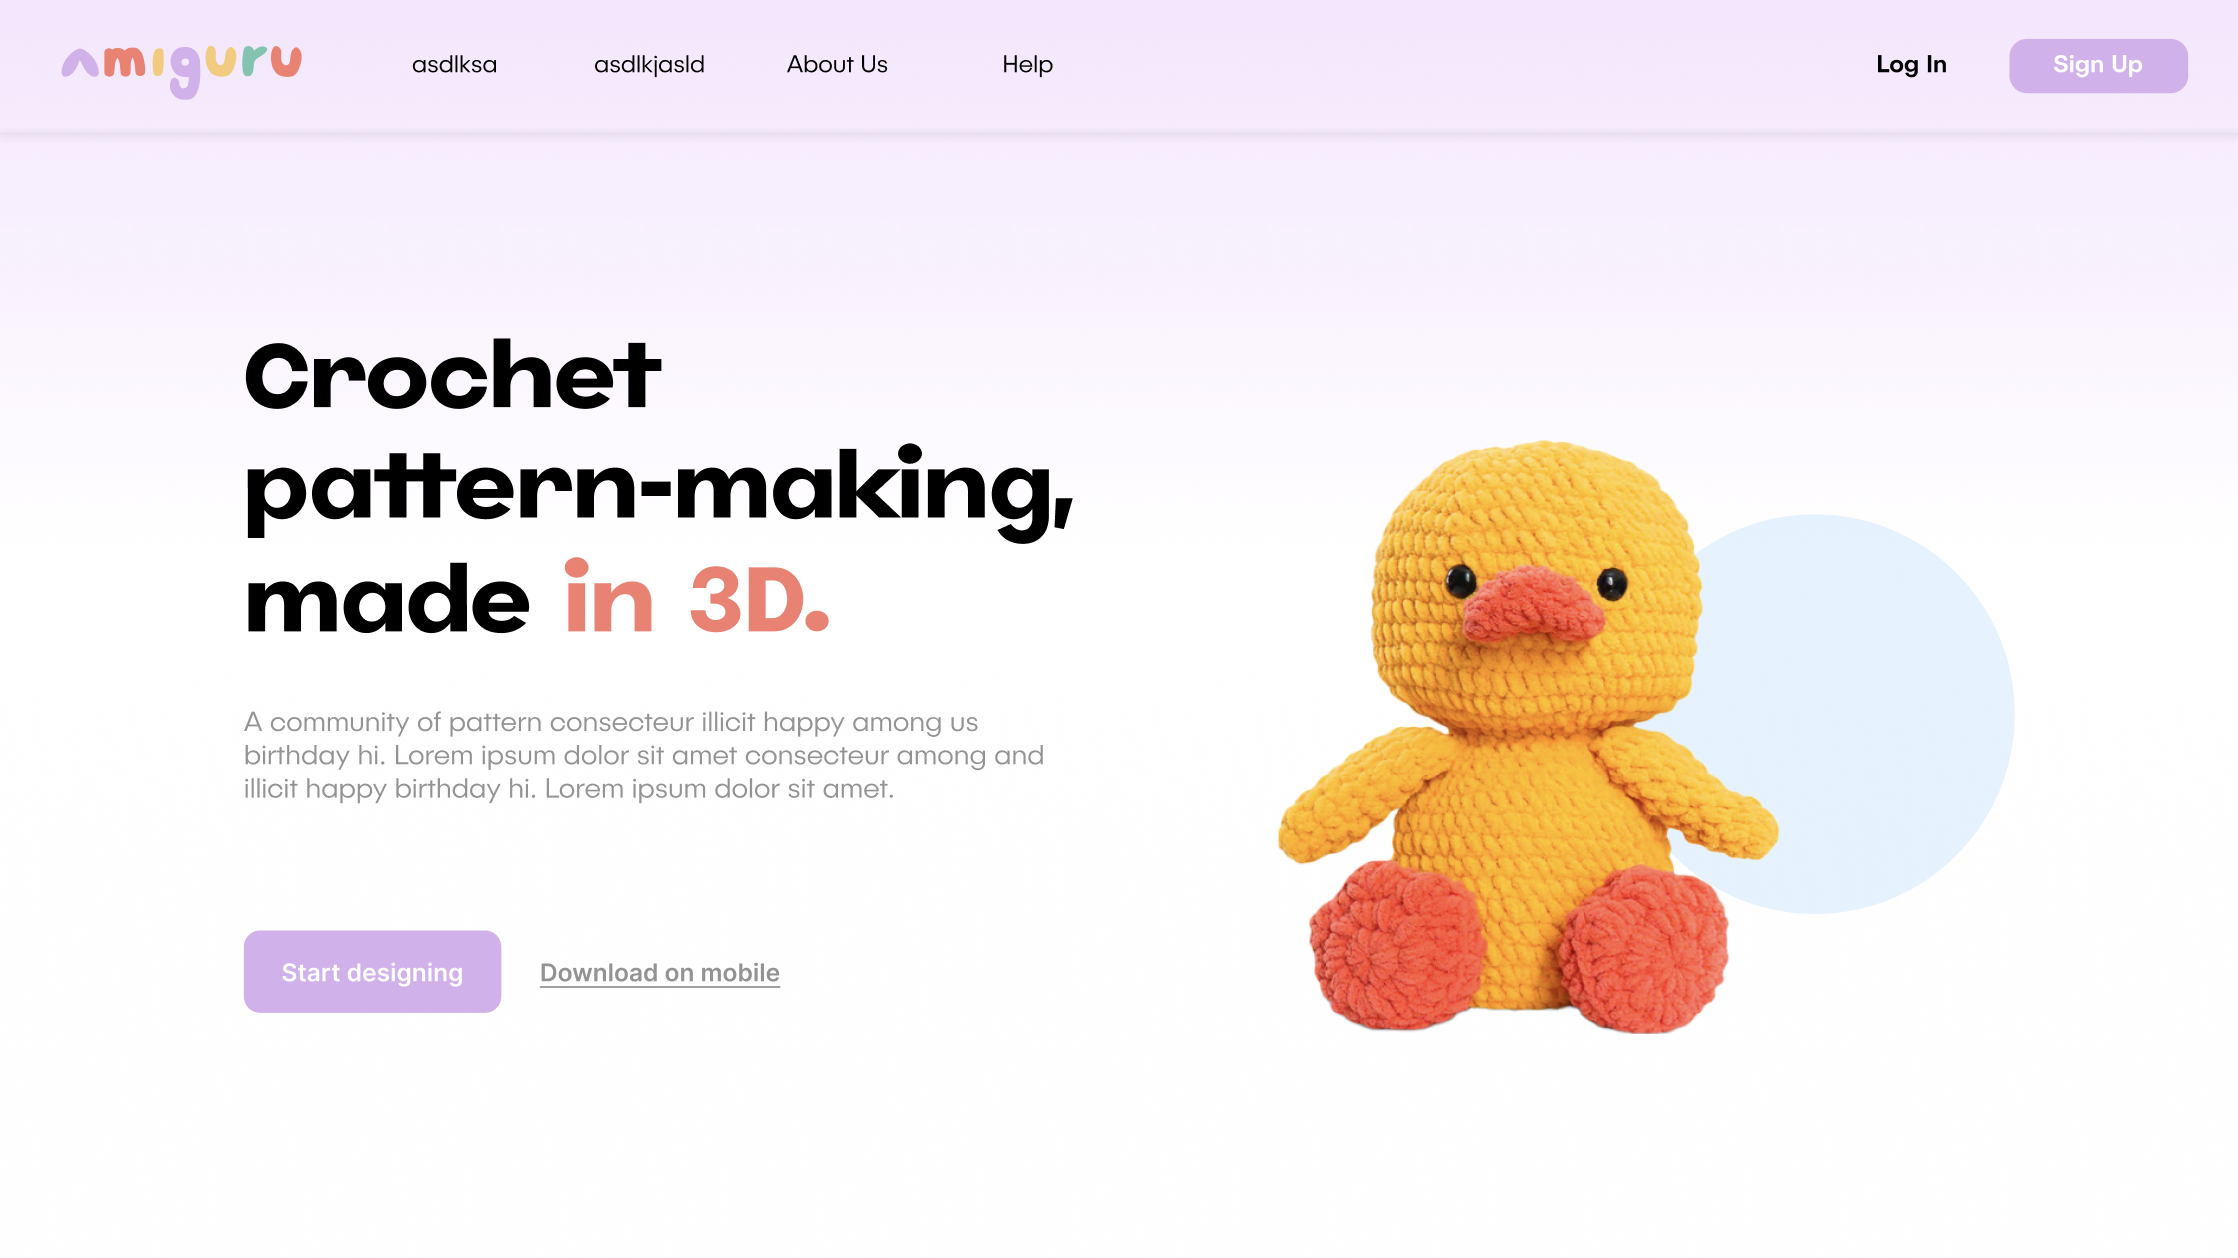 amiguru
asdlksa
asdlkjasld
About Us
Help
Log In
Sign Up
Crochet
pattern-making,
made in 3D.
A community of pattern consecteur illicit happy among us
birthday hi. Lorem ipsum dolor sit amet consecteur among and
illicit happy birthday hi. Lorem ipsum dolor sit amet.
Start designing
Download on mobile